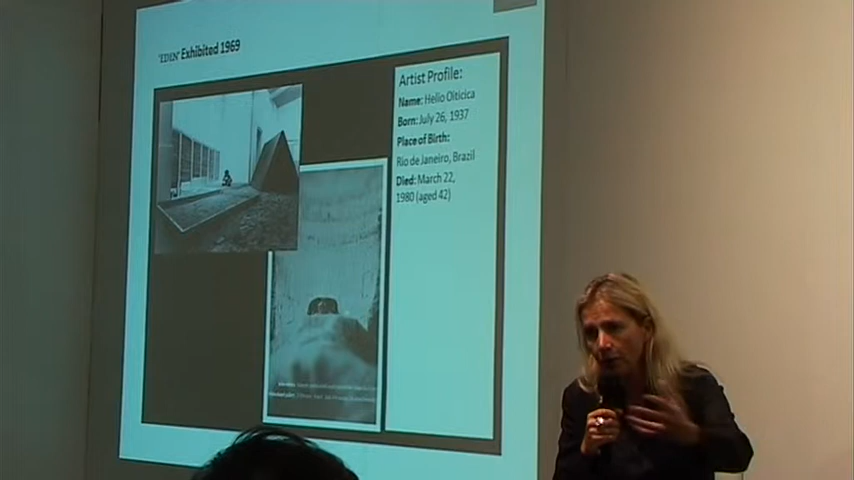 'EDEN' Exhibited 1969
Artist Profile:
Name: Helio Oiticica
Born: July 26, 1937
Place of Birth:
Rio de Janeiro, Brazil
Died: March 22,
1980 (aged 42)